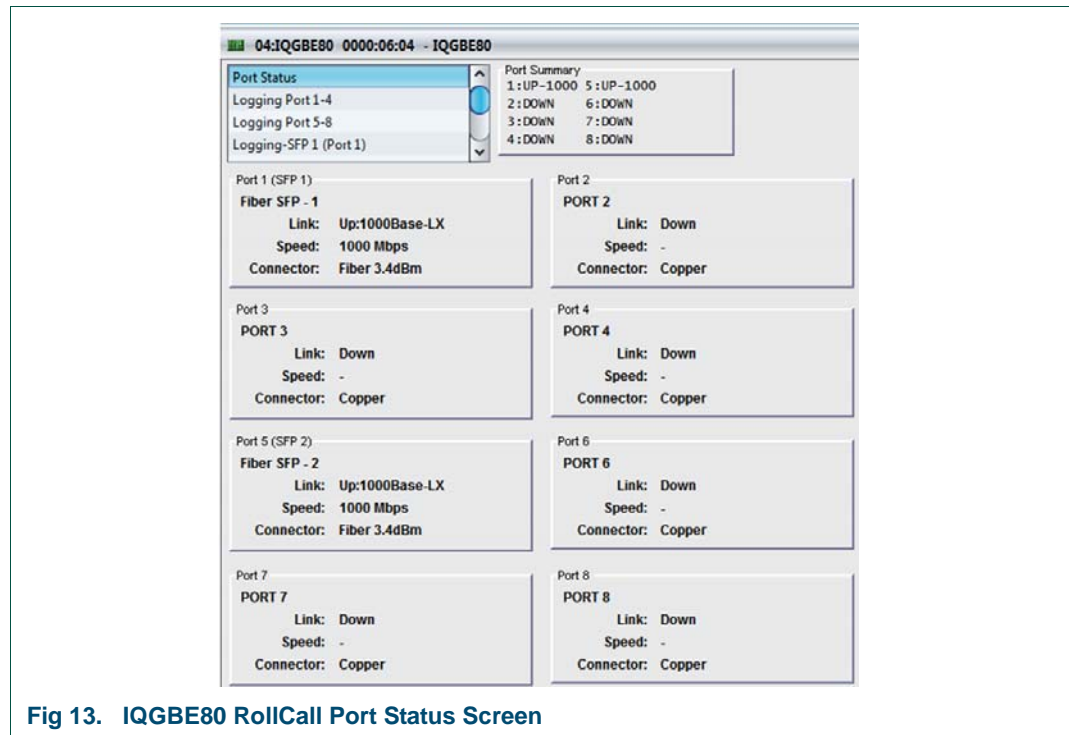 04:IQGBE80 0000:06:04 - IQGBE80
Port Status
Logging Port 1-4
Logging Port 5-8
Logging-SFP 1 (Port 1)
Port Summary
1:UP-1000 5:UP-1000
2:DOWN 6:DOWN
3:DOWN 7:DOWN
4:DOWN 8:DOWN
Port 1 (SFP 1)
Fiber SFP - 1
Link: Up:1000Base-LX
Speed: 1000 Mbps
Connector: Fiber 3.4dBm
Port 2
PORT 2
Link: Down
Speed: -
Connector: Copper
Port 3
PORT 3
Link: Down
Speed: -
Connector: Copper
Port 4
PORT 4
Link: Down
Speed: -
Connector: Copper
Port 5 (SFP 2)
Fiber SFP - 2
Link: Up:1000Base-LX
Speed: 1000 Mbps
Connector: Fiber 3.4dBm
Port 6
PORT 6
Link: Down
Speed: -
Connector: Copper
Port 7
PORT 7
Link: Down
Speed: -
Connector: Copper
Port 8
PORT 8
Link: Down
Speed: -
Connector: Copper
Fig 13. IQGBE80 RollCall Port Status Screen